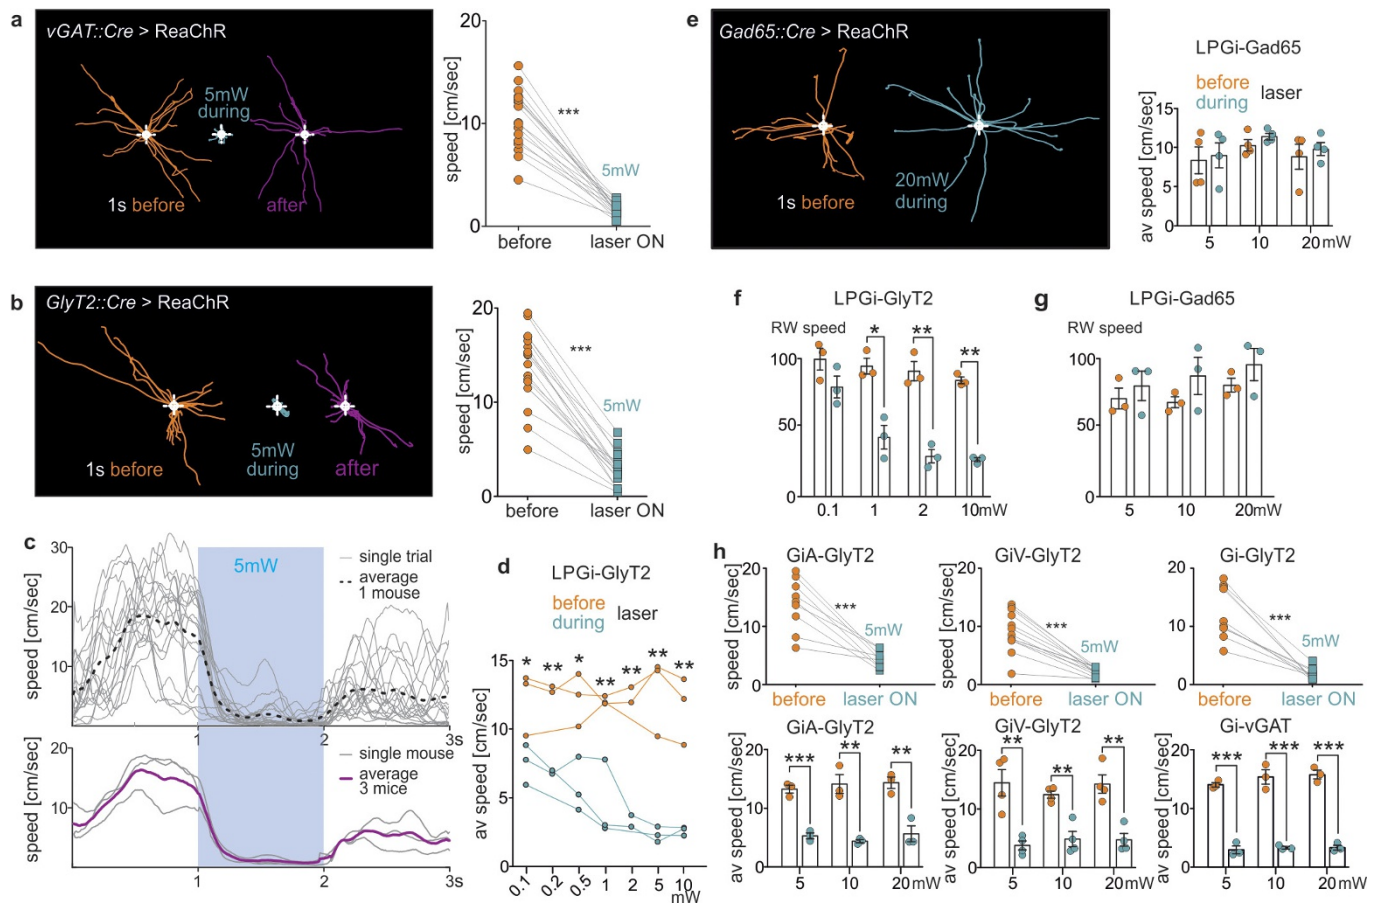 a
vGAT::Cre > ReaChR
5mW
during
1s before
after
speed [cm/sec]
20
10
0
***
5mW
before
laser ON
e
Gad65::Cre > ReaChR
1s before
20mW
during
LPGi-Gad65
before
during
laser
av speed [cm/sec]
15
10
5
0
5
10
20mW
b
GlyT2::Cre > ReaChR
1s before
5mW
during
after
speed [cm/sec]
20
10
0
***
5mW
before
laser ON
f
LPGi-GlyT2
RW speed
100
50
0
*
**
**
0.1
1
2
10mW
g
LPGi-Gad65
RW speed
100
50
0
5
10
20mW
c
speed [cm/sec]
30
20
10
5mW
single trial
average
1 mouse
1
2
3s
speed [cm/sec]
20
10
single mouse
average
3 mice
1
2
3s
d
LPGi-GlyT2
before
during
laser
av speed [cm/sec]
15
10
5
0
*
**
*
**
**
**
**
0.1
0.2
0.5
1
2
5
10
mW
h
GiA-GlyT2
speed [cm/sec]
20
10
0
***
5mW
before
laser ON
GiV-GlyT2
speed [cm/sec]
20
10
0
***
5mW
before
laser ON
Gi-GlyT2
speed [cm/sec]
20
10
0
***
5mW
before
laser ON
GiA-GlyT2
av speed [cm/sec]
20
10
0
***
**
**
5
10
20mW
GiV-GlyT2
av speed [cm/sec]
20
10
0
**
**
**
5
10
20mW
Gi-vGAT
av speed [cm/sec]
20
10
0
***
***
***
5
10
20mW